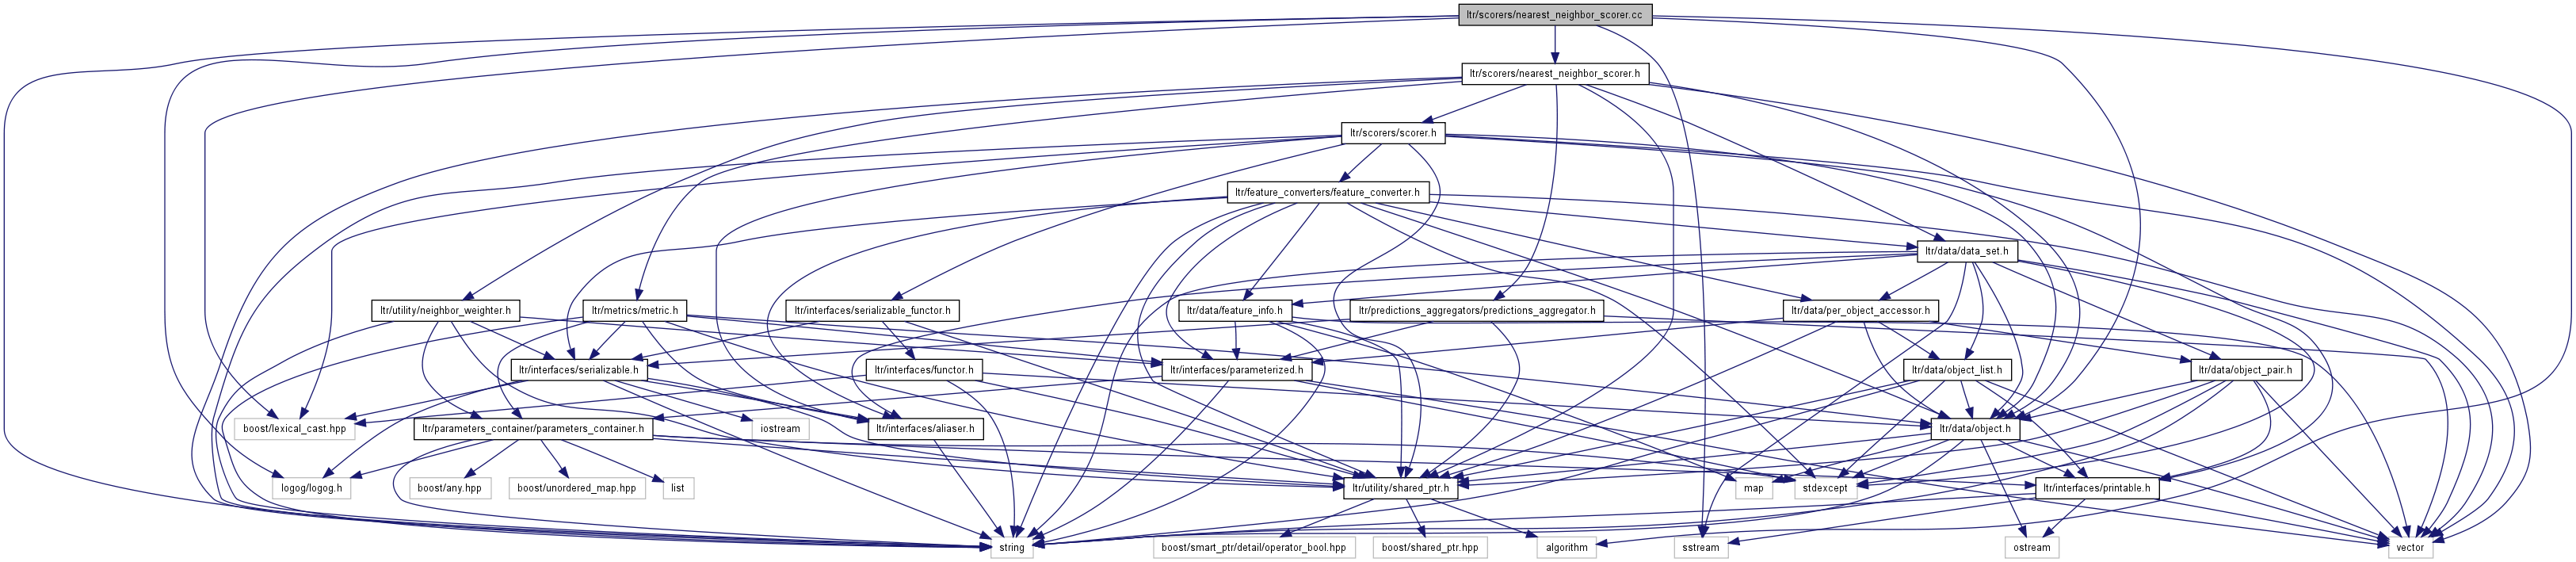 ltr/scorers/nearest_neighbor_scorer.cc
ltr/scorers/nearest_neighbor_scorer.h
ltr/scorers/scorer.h
ltr/feature_converters/feature_converter.h
ltr/data/data_set.h
ltr/utility/neighbor_weighter.h
ltr/metrics/metric.h
ltr/interfaces/serializable_functor.h
ltr/data/feature_info.h
ltr/predictions_aggregators/predictions_aggregator.h
ltr/data/per_object_accessor.h
ltr/interfaces/serializable.h
ltr/interfaces/functor.h
ltr/interfaces/parameterized.h
ltr/data/object_list.h
ltr/data/object_pair.h
boost/lexical_cast.hpp
ltr/parameters_container/parameters_container.h
iostream
ltr/interfaces/aliaser.h
ltr/data/object.h
logog/logog.h
boost/any.hpp
boost/unordered_map.hpp
list
ltr/utility/shared_ptr.h
map
stdexcept
ltr/interfaces/printable.h
string
boost/smart_ptr/detail/operator_bool.hpp
boost/shared_ptr.hpp
algorithm
sstream
ostream
vector